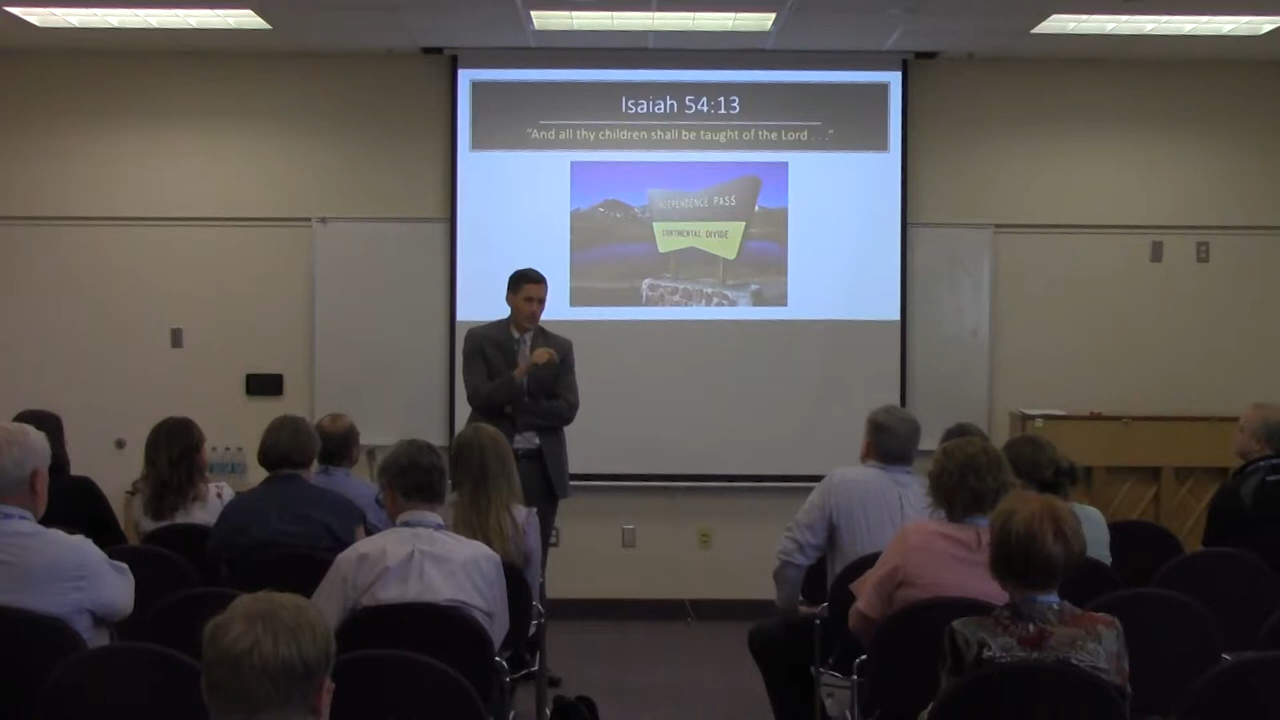 Isaiah 54:13
“And all thy children shall be taught of the Lord . . .”
INDEPENDENCE PASS
CONTINENTAL DIVIDE